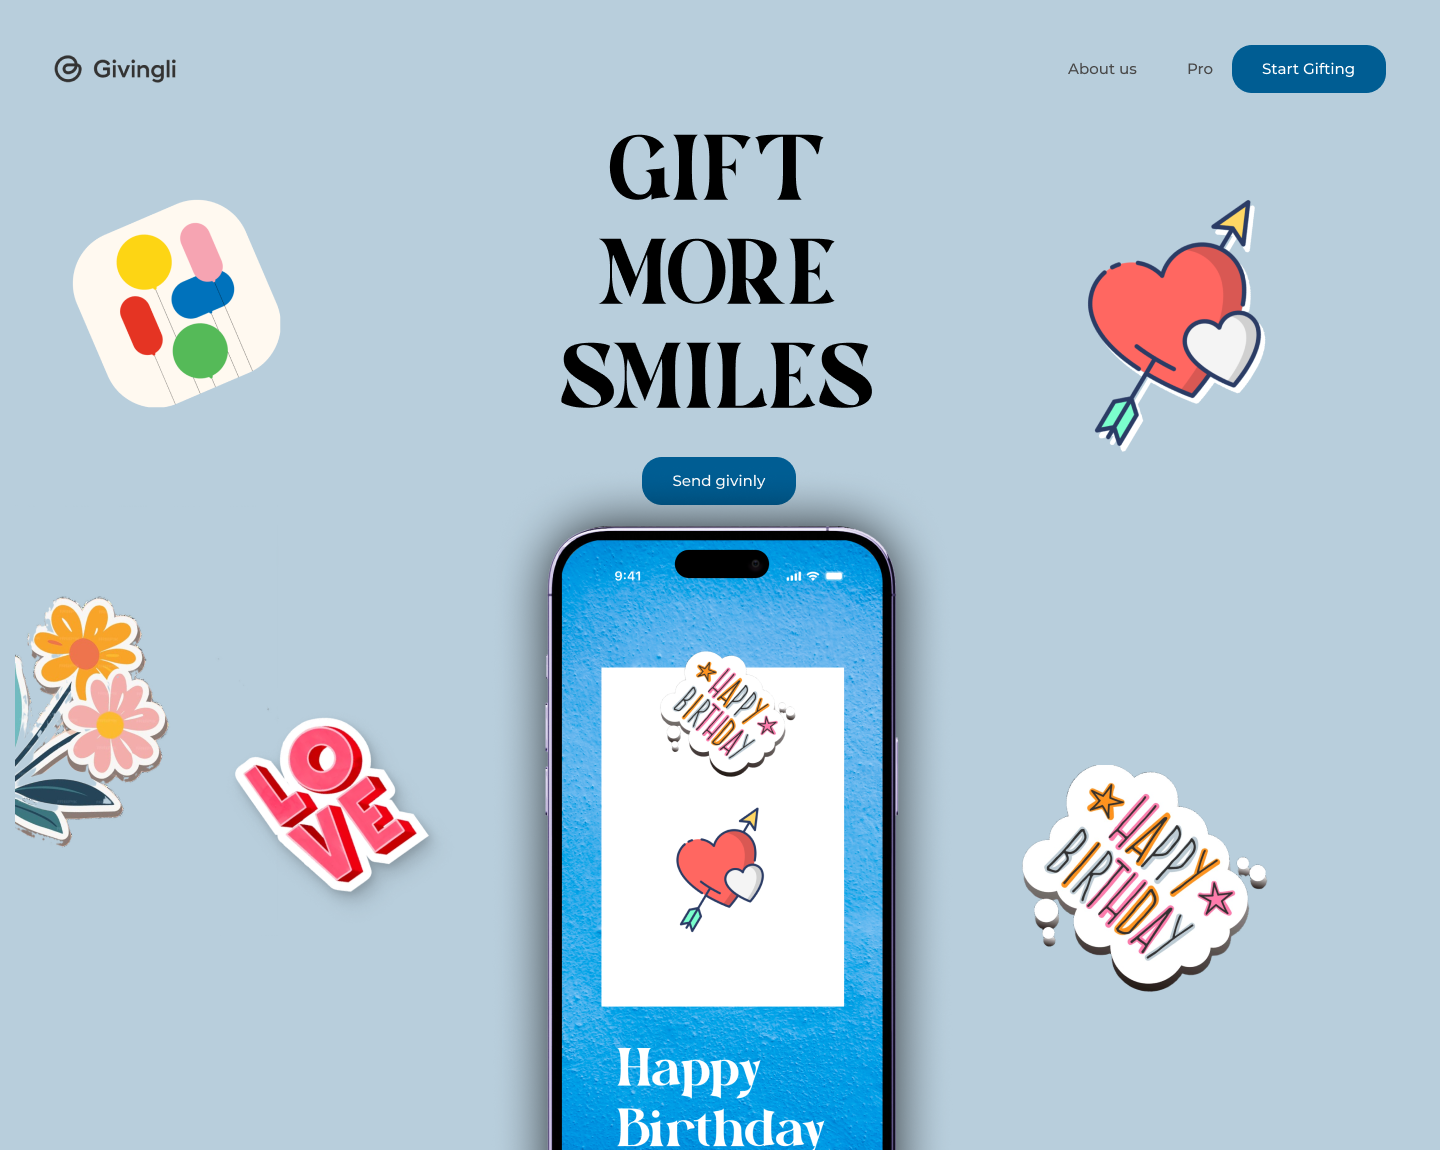 Givingli
About us
Pro
Start Gifting
GIFT
MORE
SMILES
Send givinly
9:41
HAPPY
BIRTHDAY
LOVE
HAPPY
BIRTHDAY
Happy
Birthday